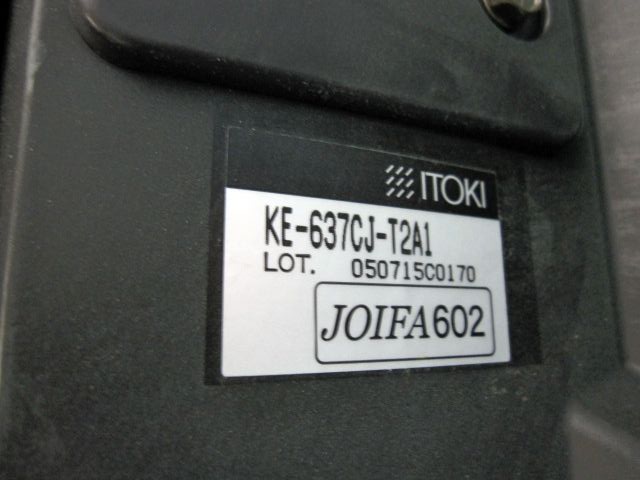 ITOKI
KE-637CJ-T2A1
LOT. 050715C0170
JOIFA602